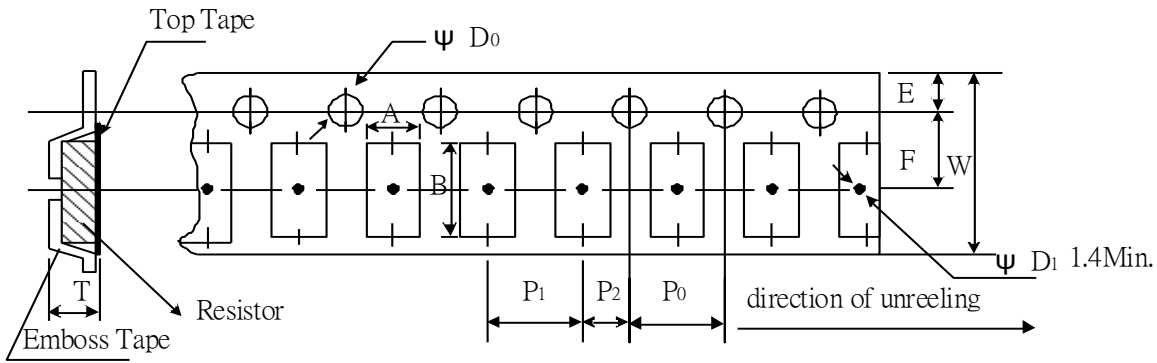 Top Tape
ψ D₀
E
A
F
W
B
ψ D₁ 1.4Min.
T
P₁
P₂
P₀
direction of unreeling
Resistor
Emboss Tape